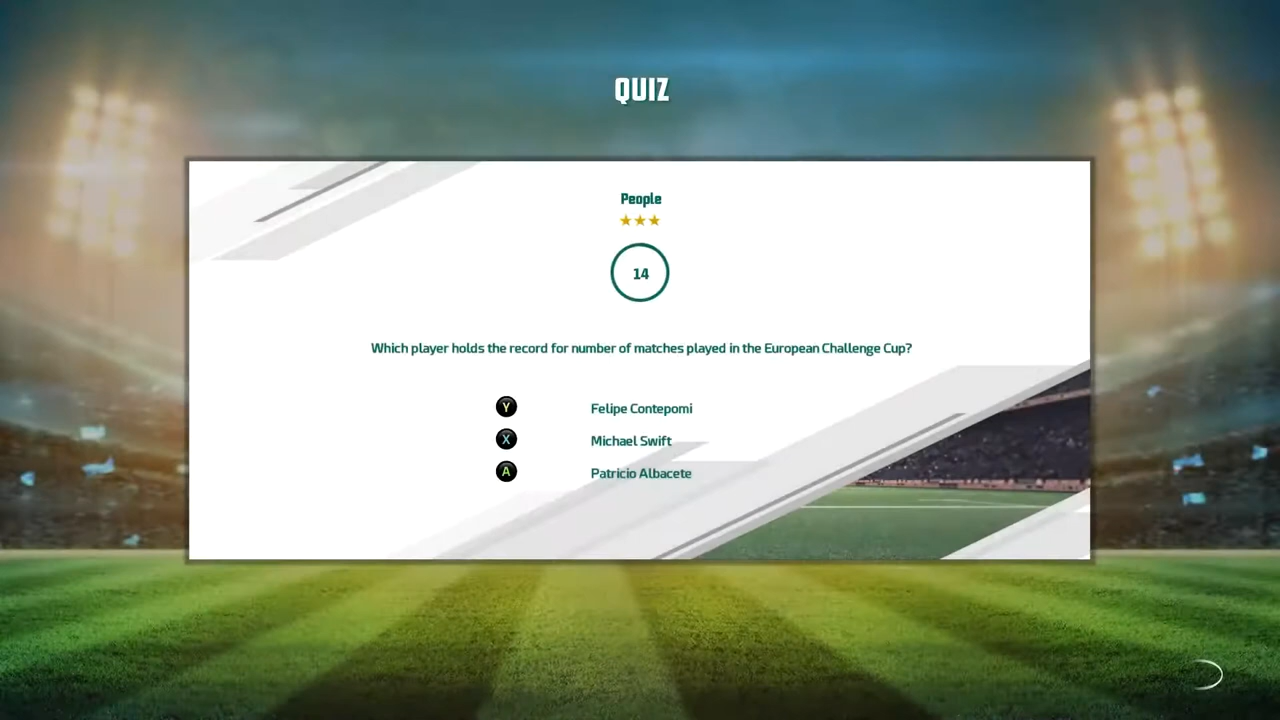 QUIZ
People
14
Which player holds the record for number of matches played in the European Challenge Cup?
Y Felipe Contepomi
X Michael Swift
A Patricio Albacete